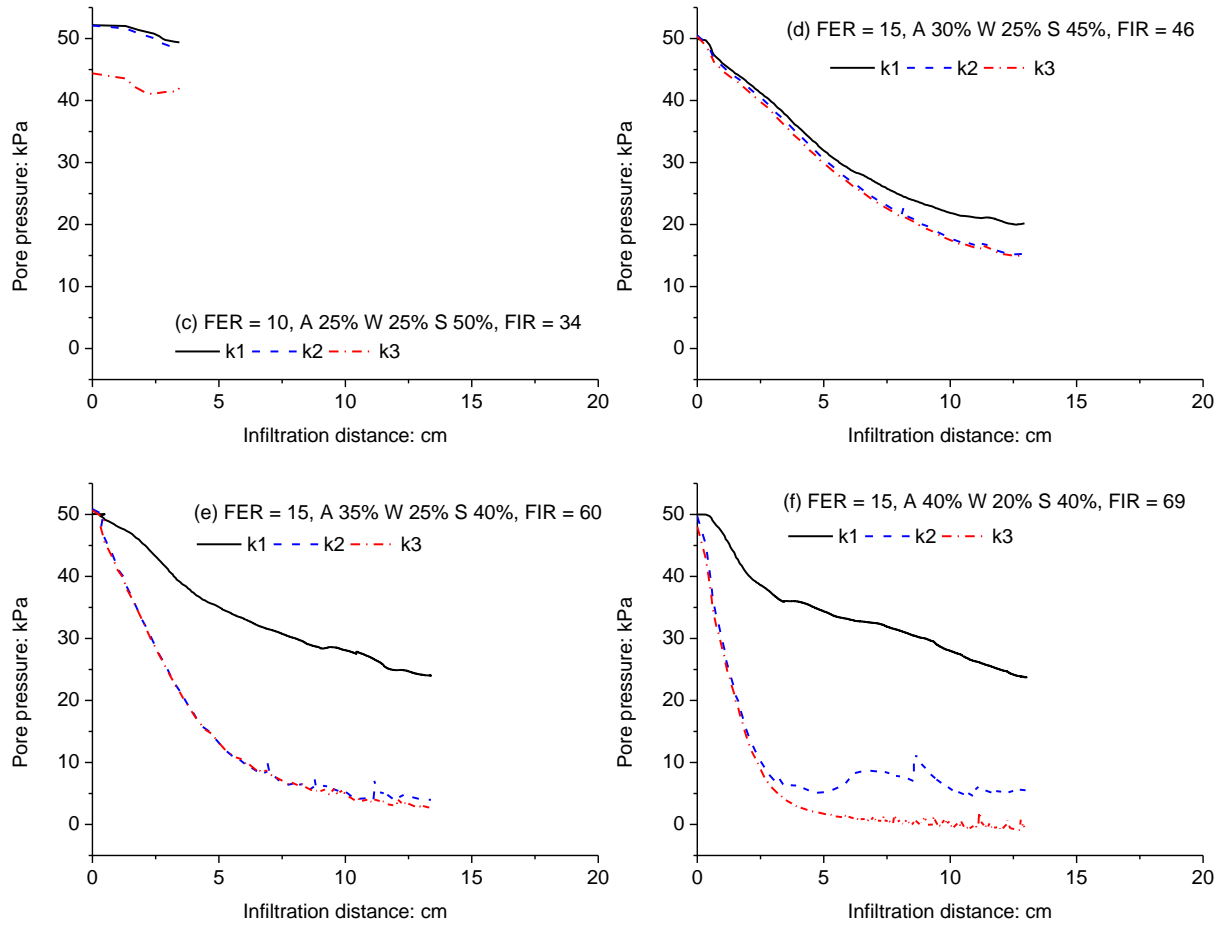 Pore pressure: kPa
50
40
30
20
10
0
(c) FER = 10, A 25% W 25% S 50%, FIR = 34
k1 k2 k3
0 5 10 15 20
Infiltration distance: cm
Pore pressure: kPa
50
40
30
20
10
0
(d) FER = 15, A 30% W 25% S 45%, FIR = 46
k1 k2 k3
0 5 10 15 20
Infiltration distance: cm
Pore pressure: kPa
50
40
30
20
10
0
(e) FER = 15, A 35% W 25% S 40%, FIR = 60
k1 k2 k3
0 5 10 15 20
Infiltration distance: cm
Pore pressure: kPa
50
40
30
20
10
0
(f) FER = 15, A 40% W 20% S 40%, FIR = 69
k1 k2 k3
0 5 10 15 20
Infiltration distance: cm